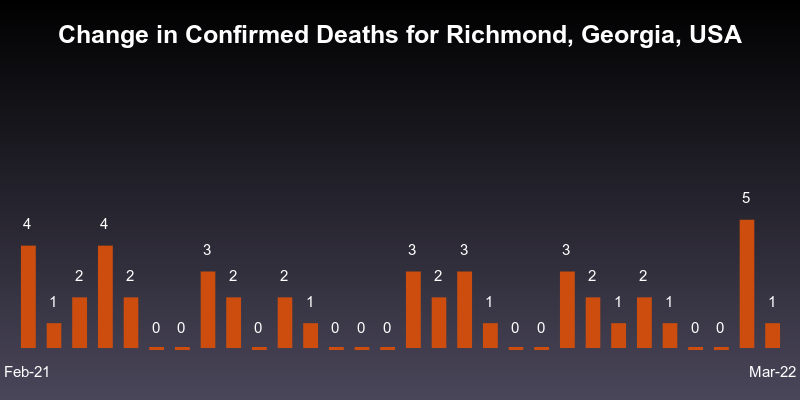 Change in Confirmed Deaths for Richmond, Georgia, USA
4 1 2 4 2 0 0 3 2 0 2 1 0 0 0 3 2 3 1 0 0 3 2 1 2 1 0 0 5 1
Feb-21 Mar-22